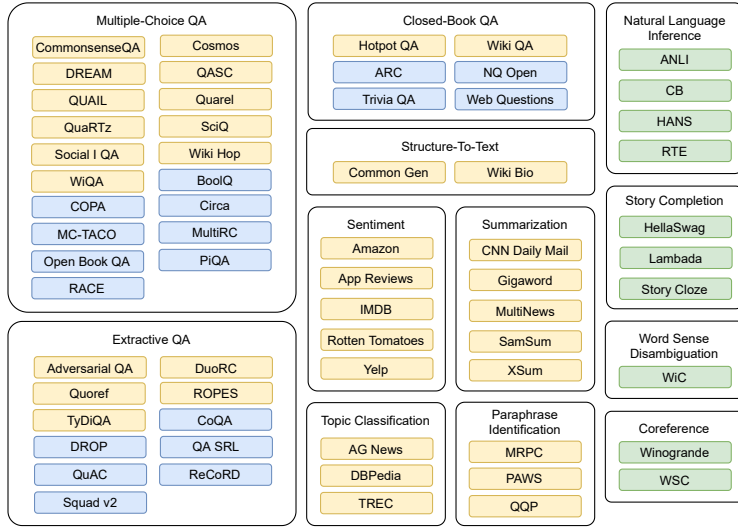 Multiple-Choice QA
CommonsenseQA
Cosmos
DREAM
QASC
QUAIL
Quarel
QuaRTz
SciQ
Social I QA
Wiki Hop
WiQA
BoolQ
COPA
Circa
MC-TACO
MultiRC
Open Book QA
PiQA
RACE
Extractive QA
Adversarial QA
DuoRC
Quoref
ROPES
TyDiQA
CoQA
DROP
QA SRL
QuAC
ReCoRD
Squad v2
Closed-Book QA
Hotpot QA
Wiki QA
ARC
NQ Open
Trivia QA
Web Questions
Structure-To-Text
Common Gen
Wiki Bio
Sentiment
Amazon
App Reviews
IMDB
Rotten Tomatoes
Yelp
Summarization
CNN Daily Mail
Gigaword
MultiNews
SamSum
XSum
Topic Classification
AG News
DBPedia
TREC
Paraphrase
Identification
MRPC
PAWS
QQP
Natural Language
Inference
ANLI
CB
HANS
RTE
Story Completion
HellaSwag
Lambada
Story Cloze
Word Sense
Disambiguation
WiC
Coreference
Winogrande
WSC